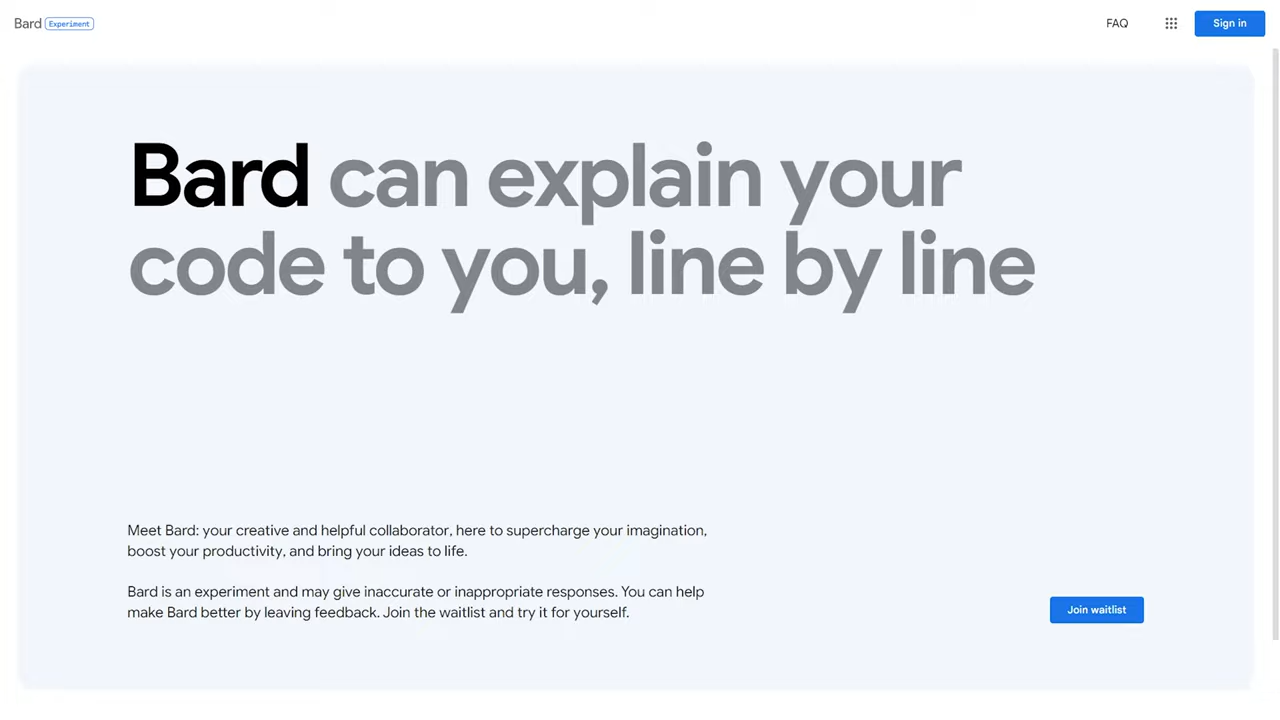 Bard Experiment
FAQ
Sign in
Bard can explain your
code to you, line by line
Meet Bard: your creative and helpful collaborator, here to supercharge your imagination,
boost your productivity, and bring your ideas to life.
Bard is an experiment and may give inaccurate or inappropriate responses. You can help
make Bard better by leaving feedback. Join the waitlist and try it for yourself.
Join waitlist